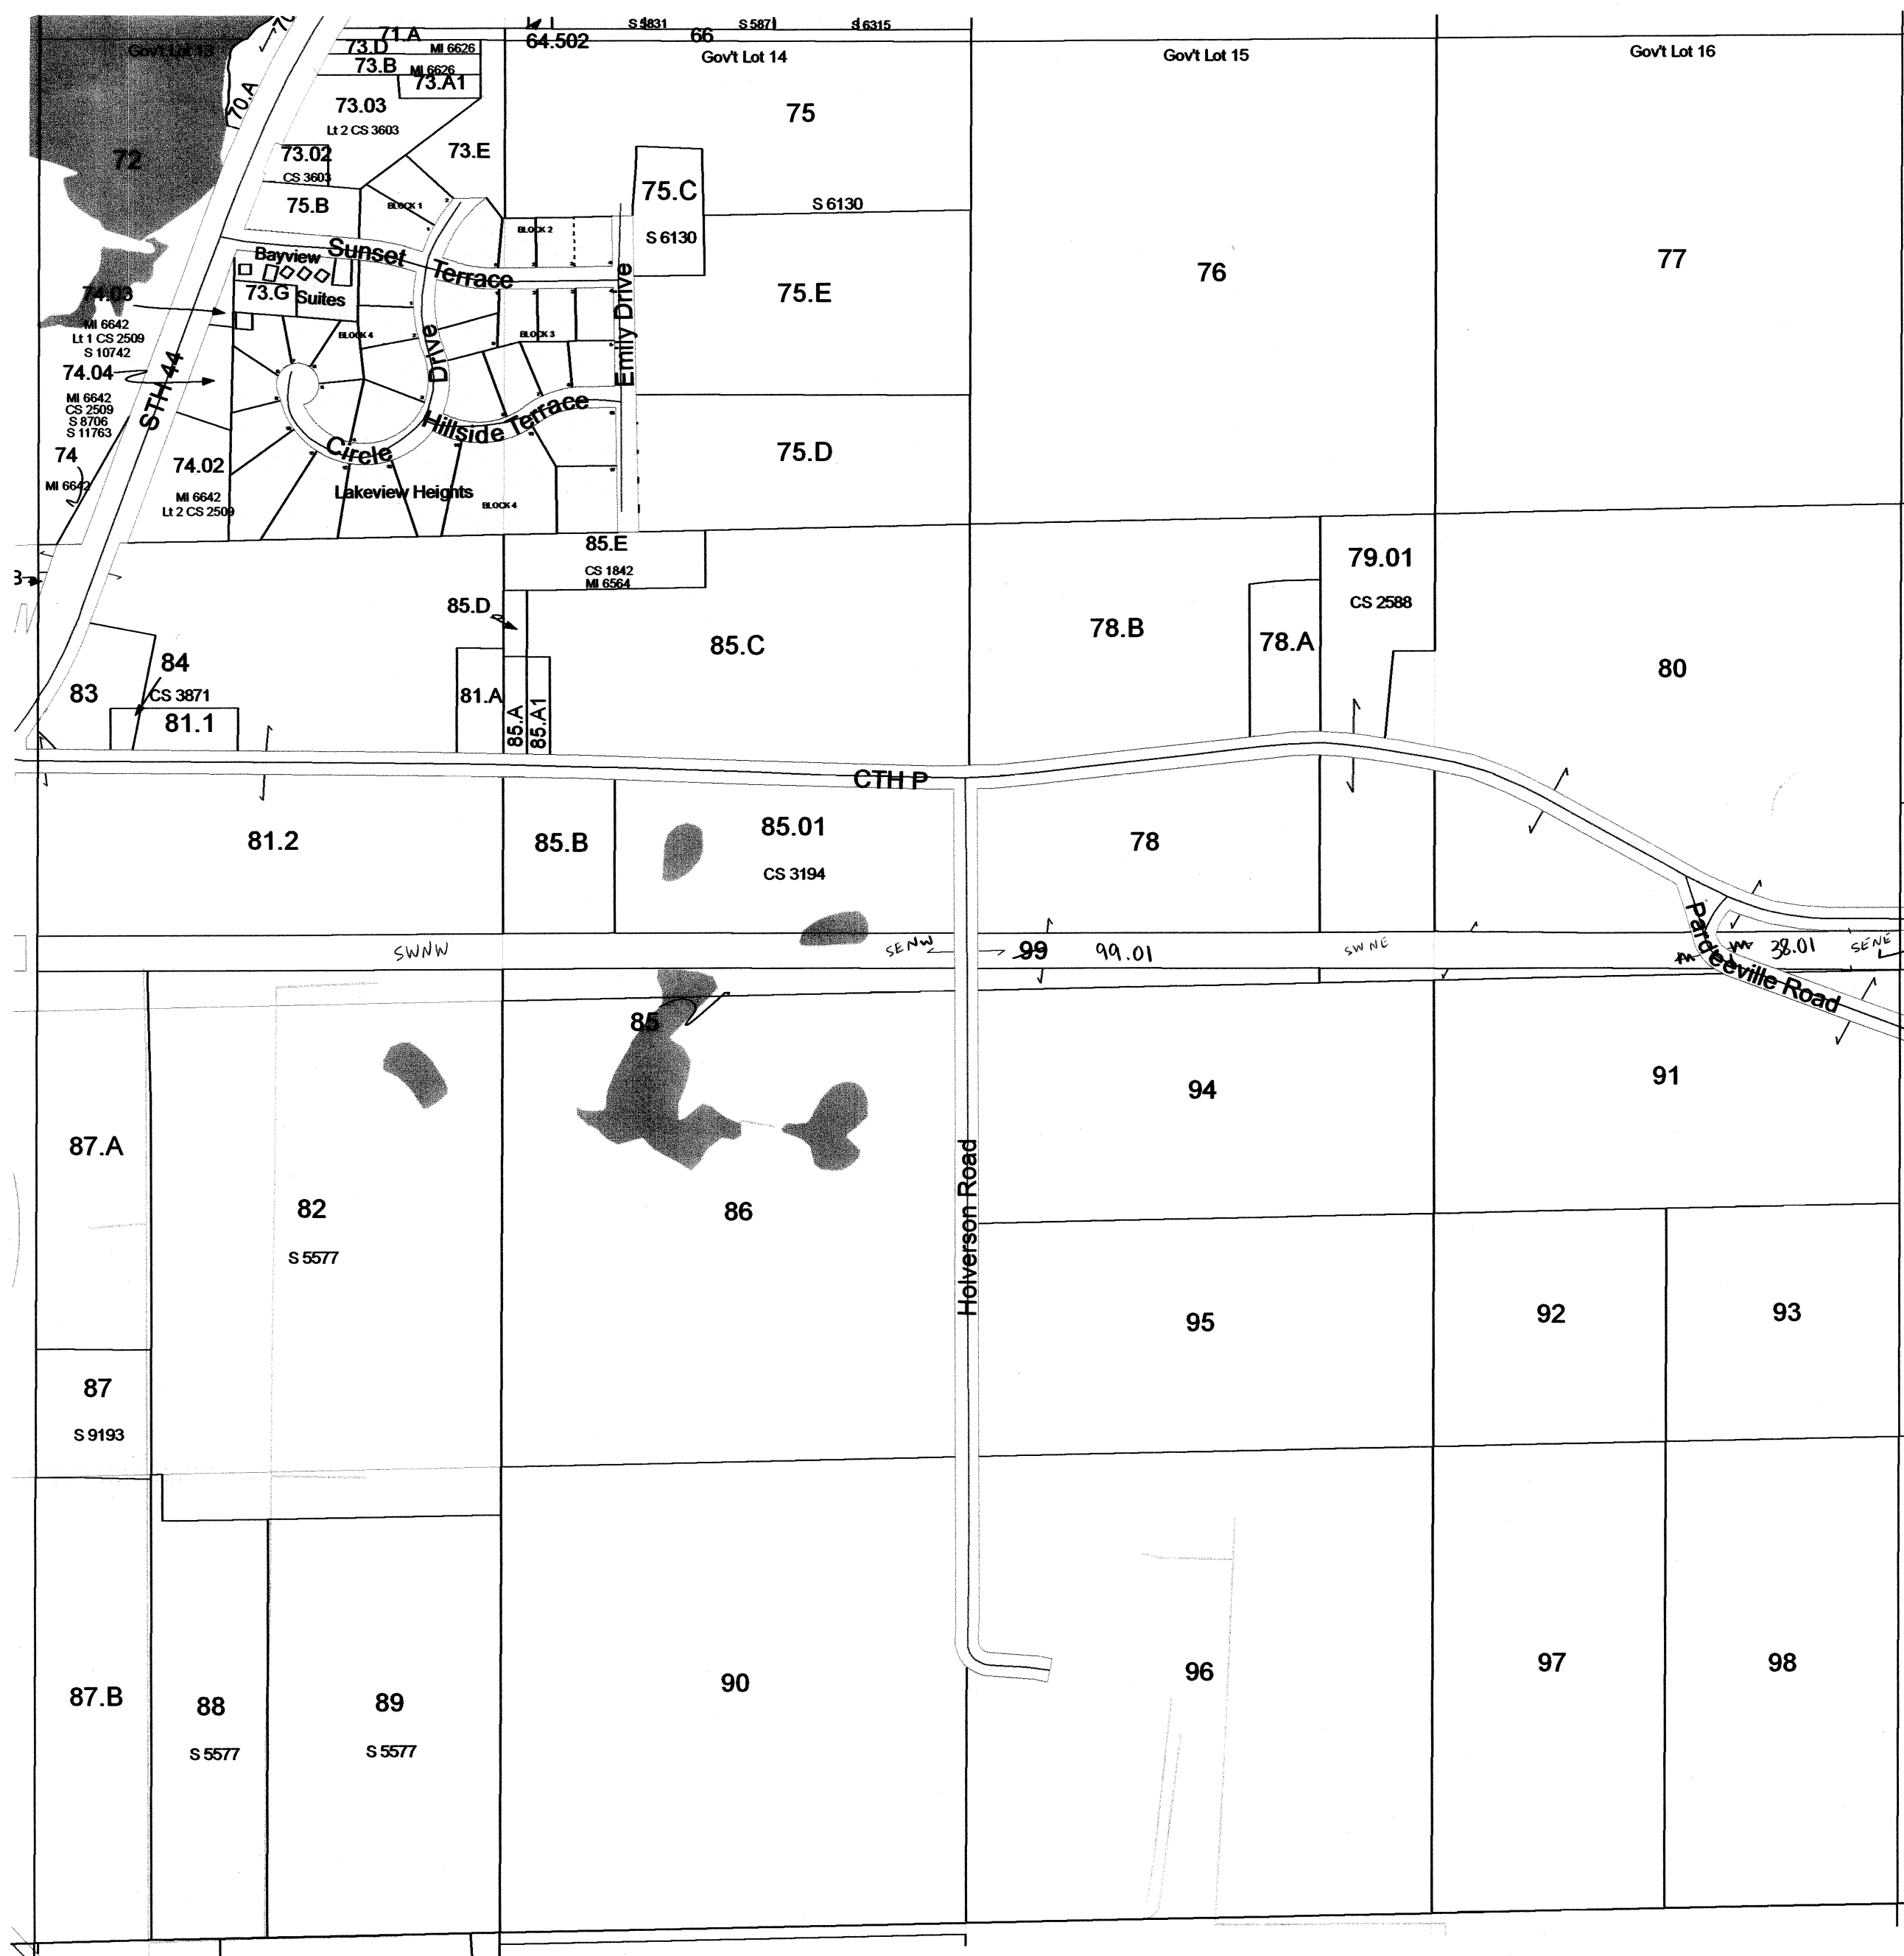 S 5831
S 5871
S 6315
71.A
66
64.502
Gov't Lot 13
73.D
MI 6626
Gov't Lot 14
Gov't Lot 15
Gov't Lot 16
73.B
MI 6626
73.A1
70.A
73.03
Lt 2 CS 3603
75
72
73.02
CS 3603
73.E
75.B
BLOCK 1
75.C
S 6130
S 6130
BLOCK 2
Sunset Terrace
Bayview
Suites
73.G
76
77
75.E
74.03
MI 6642
Lt 1 CS 2509
S 10742
BLOCK 4
BLOCK 3
Drive
Emily Drive
74.04
MI 6642
CS 2509
S 8706
S 11763
STH 44
Hillside Terrace
Circle
75.D
74
MI 6642
74.02
MI 6642
Lt 2 CS 2509
Lakeview Heights
BLOCK 4
85.E
CS 1842
MI 6564
79.01
CS 2588
85.D
78.B
78.A
85.C
84
CS 3871
80
83
81.1
81.A
85.A
85.A1
CTH P
81.2
85.B
85.01
CS 3194
78
SWNW
SENW
99
99.01
SWNE
38.01
SENE
Pardeeville Road
85
94
91
87.A
82
S 5577
86
Holverson Road
95
92
93
87
S 9193
87.B
88
S 5577
89
S 5577
90
96
97
98